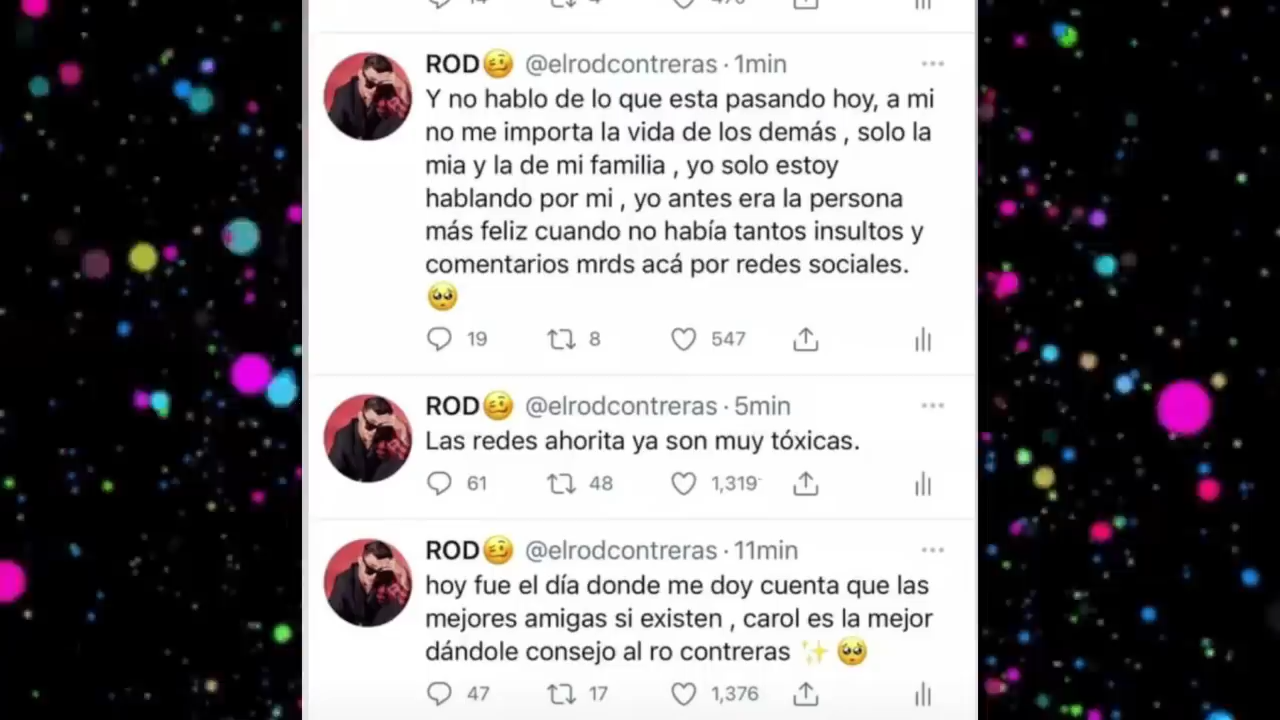 ROD🥴 @elrodcontreras · 1min
Y no hablo de lo que esta pasando hoy, a mi
no me importa la vida de los demás , solo la
mia y la de mi familia , yo solo estoy
hablando por mi , yo antes era la persona
más feliz cuando no había tantos insultos y
comentarios mrds acá por redes sociales.
🥺
19 8 547
ROD🥴 @elrodcontreras · 5min
Las redes ahorita ya son muy tóxicas.
61 48 1,319
ROD🥴 @elrodcontreras · 11min
hoy fue el día donde me doy cuenta que las
mejores amigas si existen , carol es la mejor
dándole consejo al ro contreras ✨ 🥺
47 17 1,376